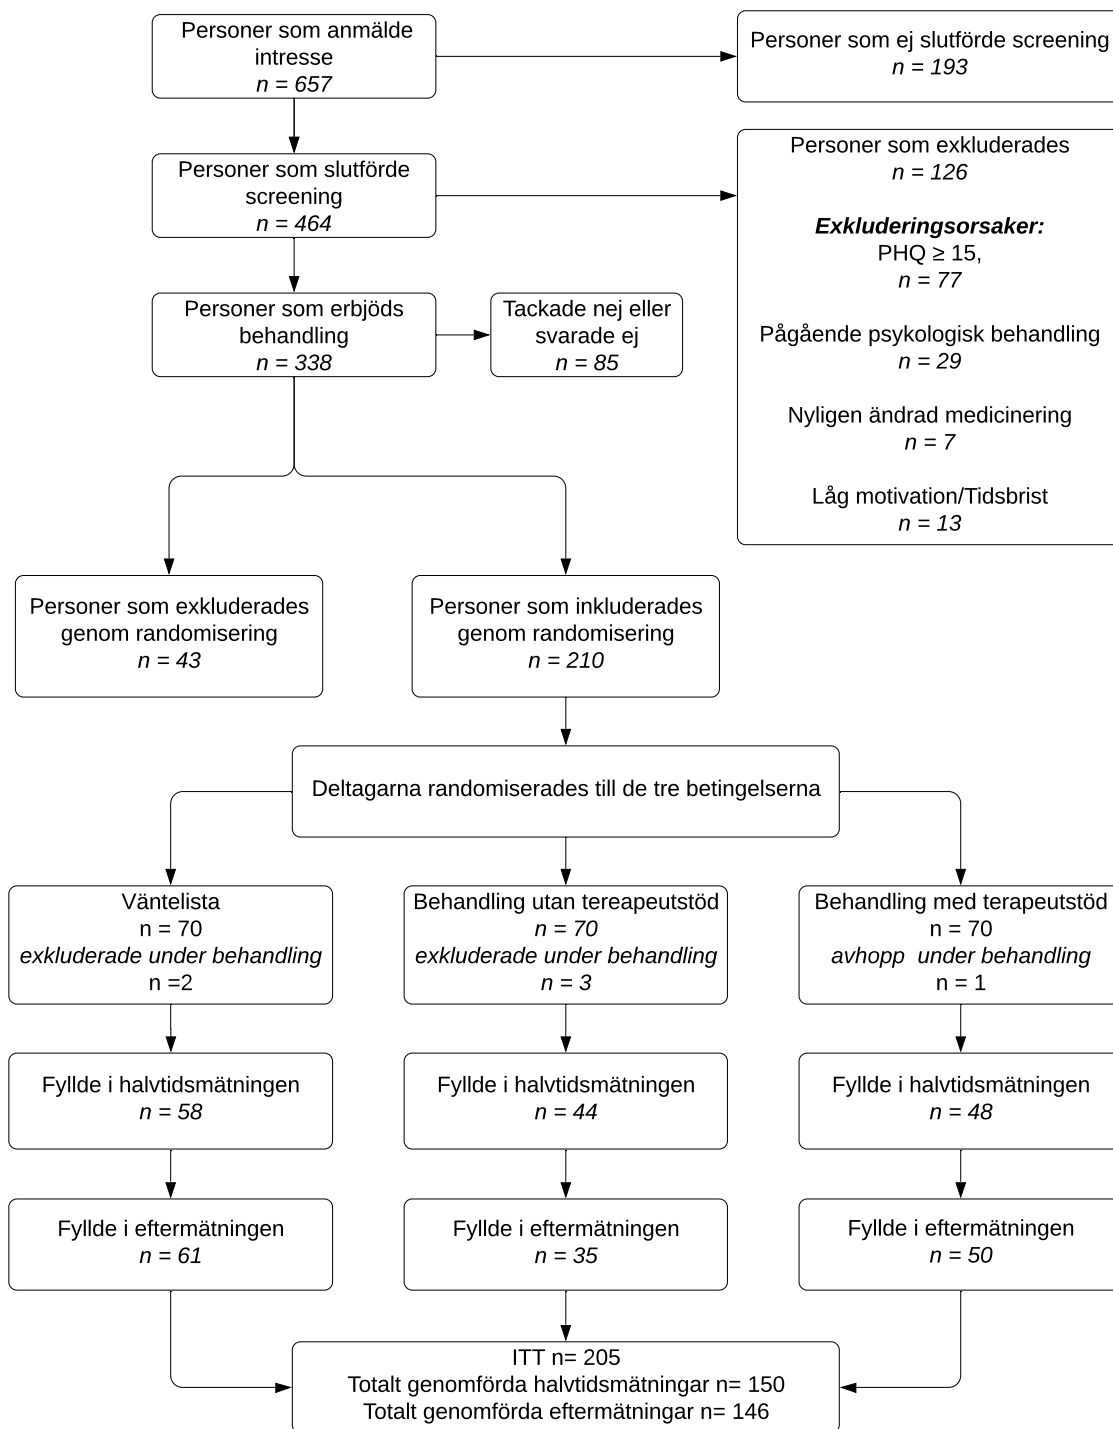 Personer som anmälde
intresse
n = 657
Personer som ej slutförde screening
n = 193
Personer som slutförde
screening
n = 464
Personer som exkluderades
n = 126
Exkluderingsorsaker:
PHQ ≥ 15,
n = 77
Pågående psykologisk behandling
n = 29
Nyligen ändrad medicinering
n = 7
Låg motivation/Tidsbrist
n = 13
Personer som erbjöds
behandling
n = 338
Tackade nej eller
svarade ej
n = 85
Personer som exkluderades
genom randomisering
n = 43
Personer som inkluderades
genom randomisering
n = 210
Deltagarna randomiserades till de tre betingelserna
Väntelista
n = 70
exkluderade under behandling
n =2
Behandling utan tereapeutstöd
n = 70
exkluderade under behandling
n = 3
Behandling med terapeutstöd
n = 70
avhopp  under behandling
n = 1
Fyllde i halvtidsmätningen
n = 58
Fyllde i halvtidsmätningen
n = 44
Fyllde i halvtidsmätningen
n = 48
Fyllde i eftermätningen
n = 61
Fyllde i eftermätningen
n = 35
Fyllde i eftermätningen
n = 50
ITT n= 205
Totalt genomförda halvtidsmätningar n= 150
Totalt genomförda eftermätningar n= 146